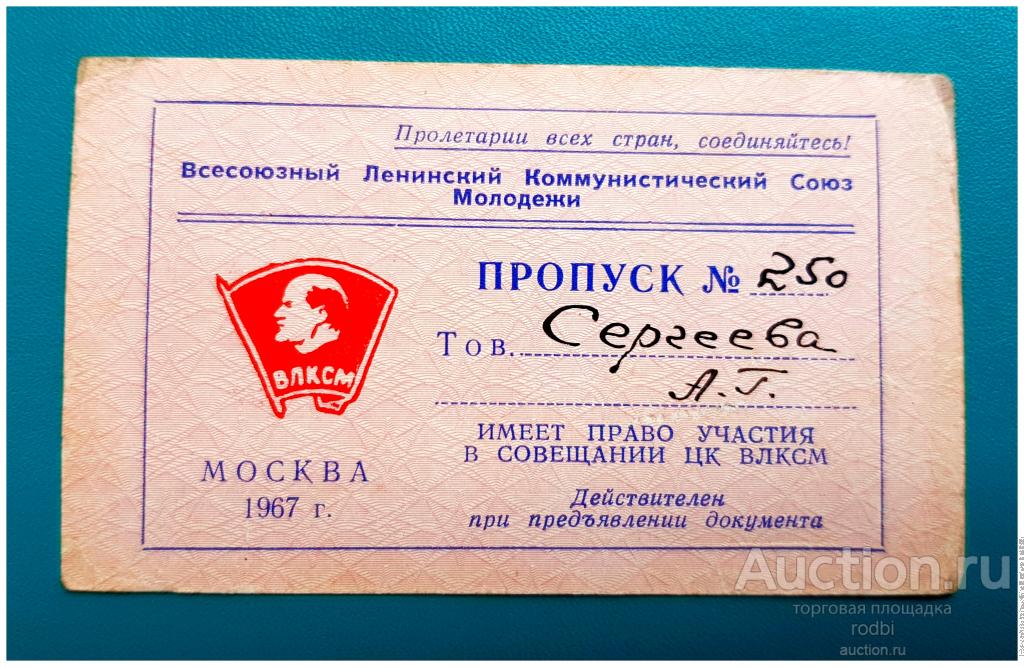 Пролетарии всех стран, соединяйтесь!
Всесоюзный Ленинский Коммунистический Союз
Молодежи
ПРОПУСК № 250
Тов. Сергеева
А.Г.
ИМЕЕТ ПРАВО УЧАСТИЯ
В СОВЕЩАНИИ ЦК ВЛКСМ
Действителен
при предъявлении документа
ВЛКСМ
МОСКВА
1967 г.
Auction.ru
торговая площадка
rodbi
auction.ru